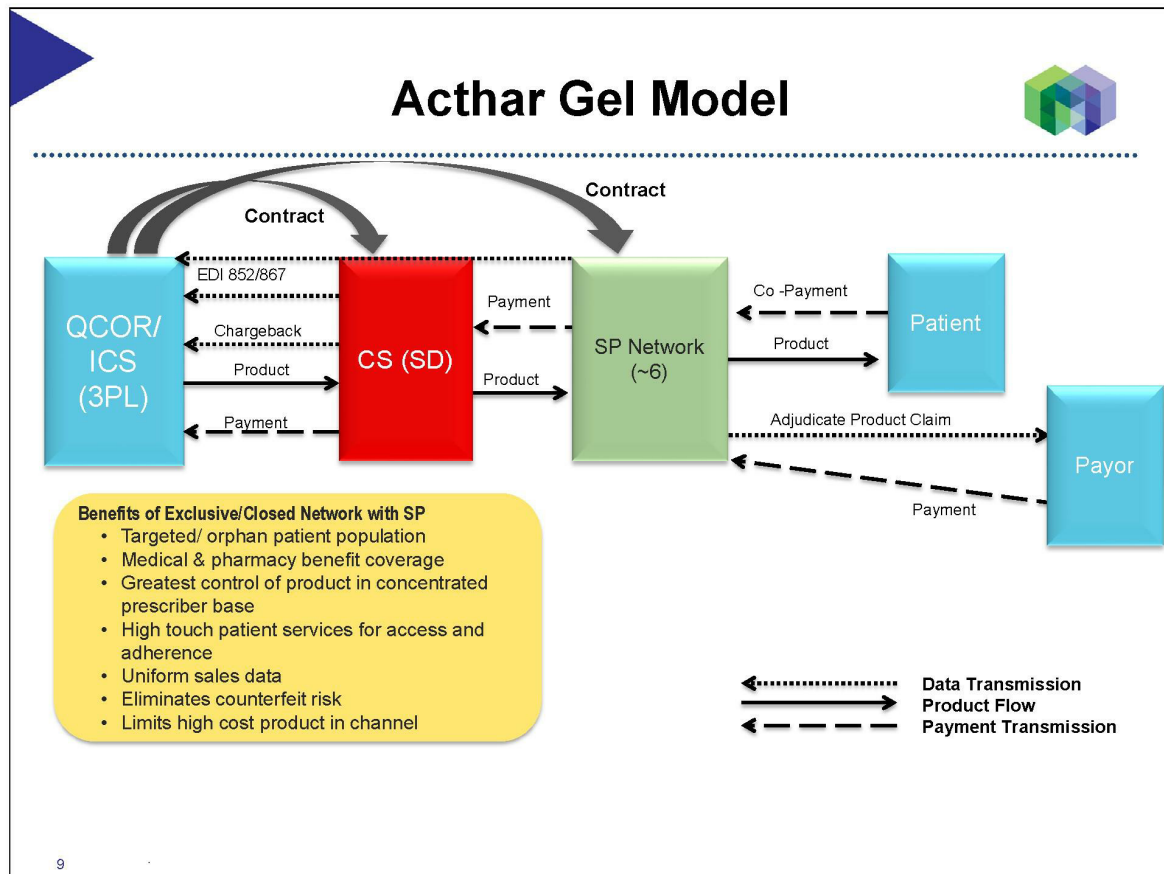 Acthar Gel Model
Contract
Contract
EDI 852/867
Chargeback
Product
Payment
QCOR/
ICS
(3PL)
CS (SD)
Payment
Product
SP Network
(~6)
Co -Payment
Product
Patient
Adjudicate Product Claim
Payment
Payor
Benefits of Exclusive/Closed Network with SP
• Targeted/ orphan patient population
• Medical & pharmacy benefit coverage
• Greatest control of product in concentrated
prescriber base
• High touch patient services for access and
adherence
• Uniform sales data
• Eliminates counterfeit risk
• Limits high cost product in channel
Data Transmission
Product Flow
Payment Transmission
9